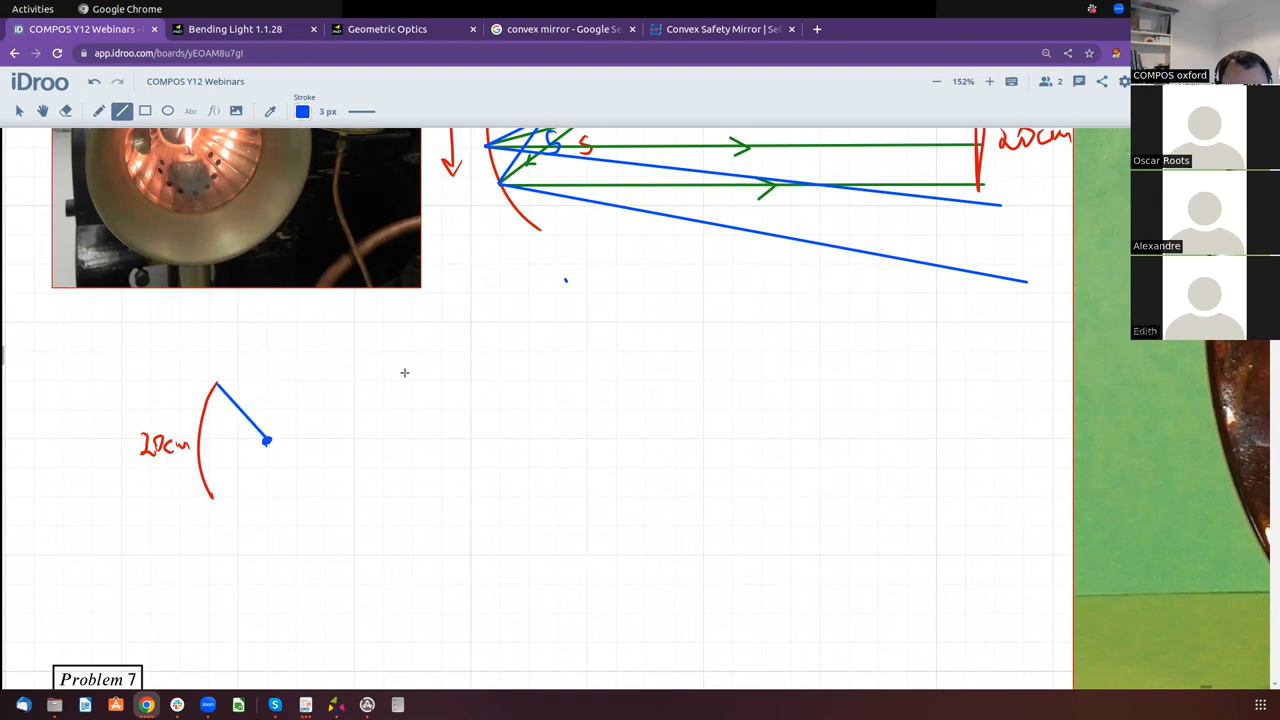 Activities
Google Chrome
COMPOS Y12 Webinars -
Bending Light 1.1.28
Geometric Optics
convex mirror - Google Se
Convex Safety Mirror | Set
app.idroo.com/boards/yEOAM8u7gI
iDroo
COMPOS Y12 Webinars
152%
2
Abc
f()
Stroke
3 px
COMPOS oxford
Oscar Roots
Alexandre
Edith
S
S
20cm
20cm
Problem 7